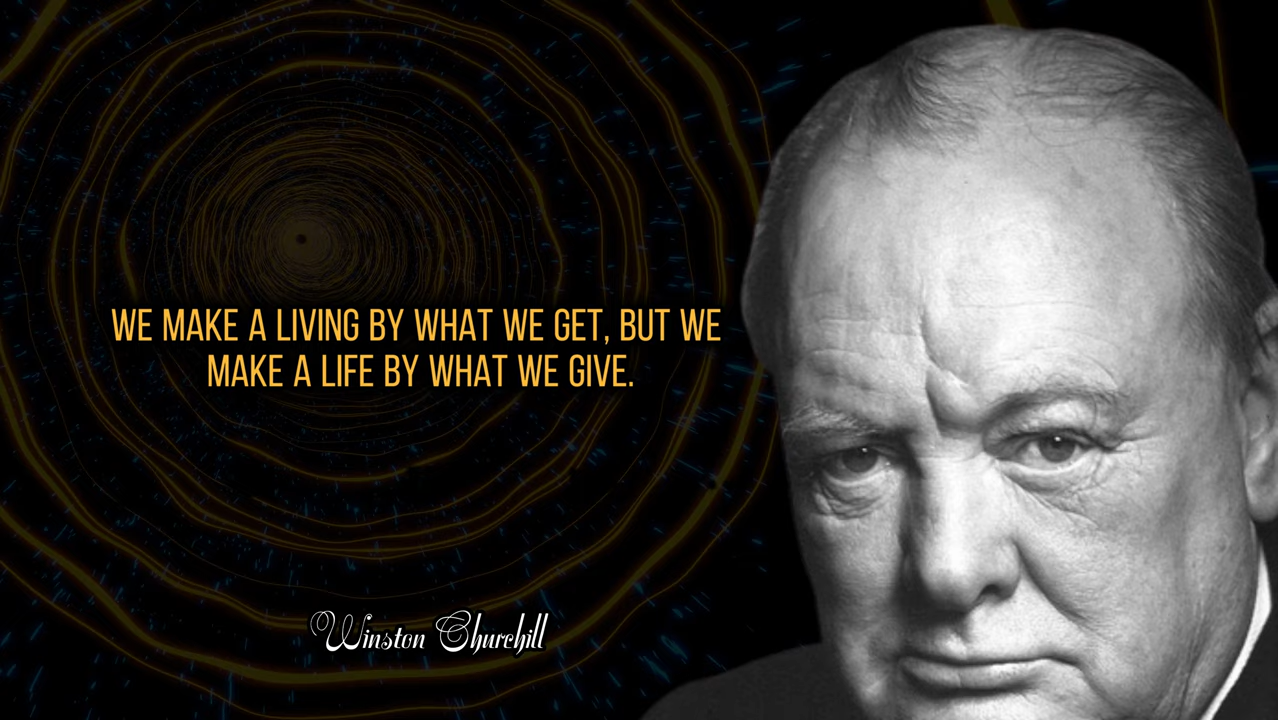 WE MAKE A LIVING BY WHAT WE GET, BUT WE
MAKE A LIFE BY WHAT WE GIVE.
Winston Churchill